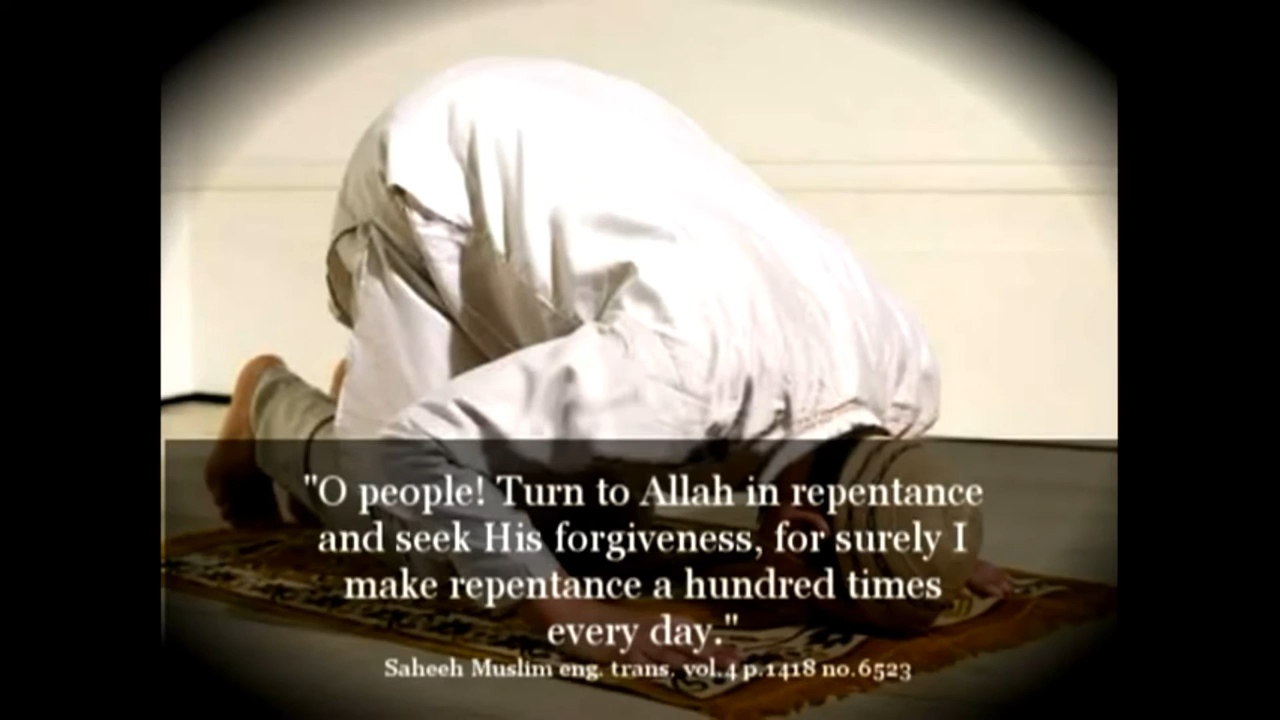 "O people! Turn to Allah in repentance
and seek His forgiveness, for surely I
make repentance a hundred times
every day."
Saheeh Muslim eng. trans. vol.4 p.1418 no.6523